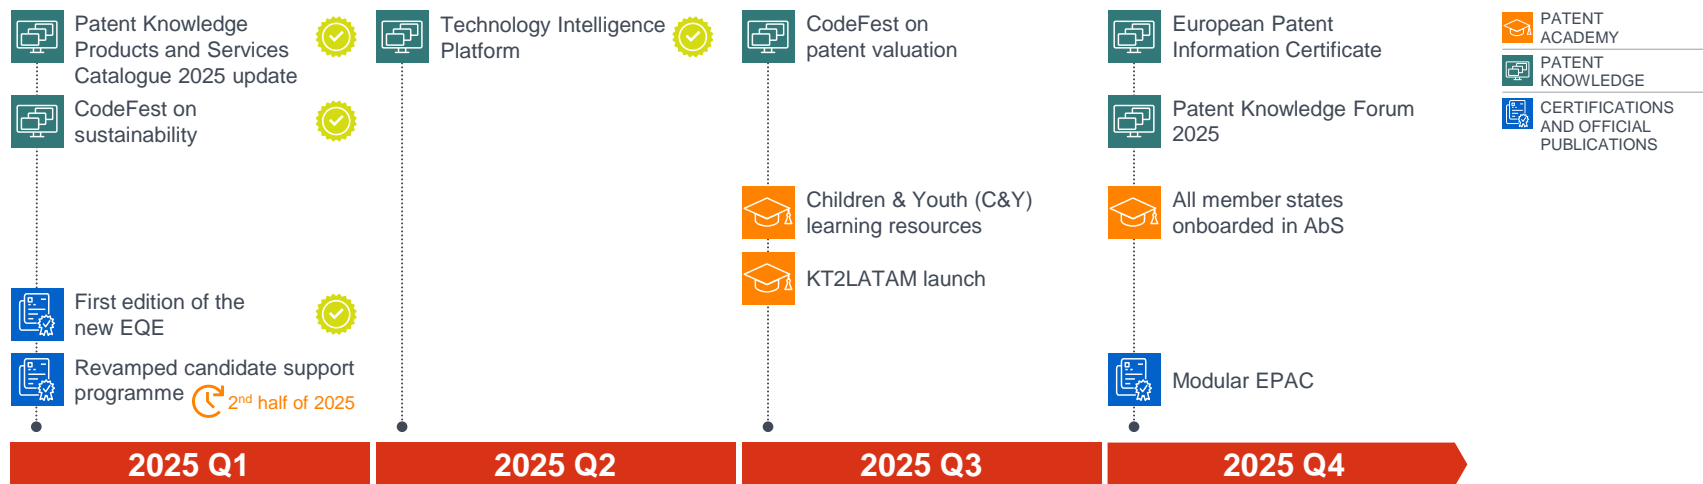 Patent Knowledge
Products and Services
Catalogue 2025 update
CodeFest on
sustainability
First edition of the
new EQE
Revamped candidate support
programme
2nd half of 2025
Technology Intelligence
Platform
CodeFest on
patent valuation
Children & Youth (C&Y)
learning resources
KT2LATAM launch
European Patent
Information Certificate
Patent Knowledge Forum
2025
All member states
onboarded in AbS
Modular EPAC
PATENT
ACADEMY
PATENT
KNOWLEDGE
CERTIFICATIONS
AND OFFICIAL
PUBLICATIONS
2025 Q1
2025 Q2
2025 Q3
2025 Q4